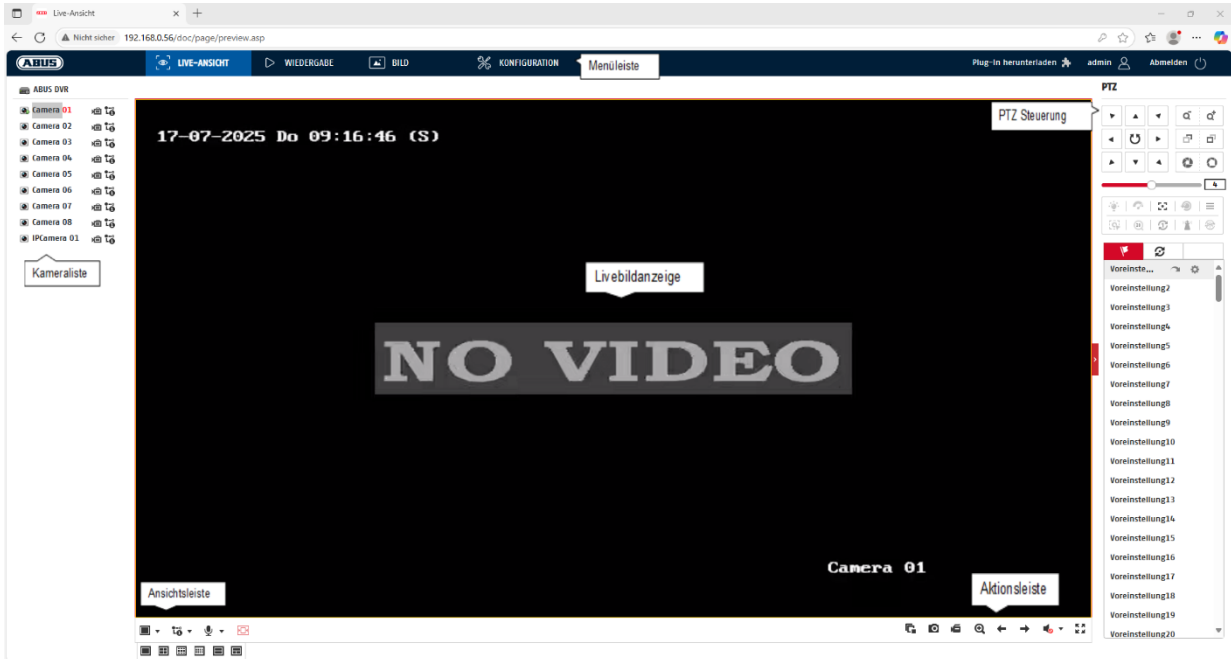 Live-Ansicht
Nicht sicher 192.168.0.56/doc/page/preview.asp
ABUS LIVE-ANSICHT WIEDERGABE BILD KONFIGURATION Menüleiste Plug-In herunterladen admin Abmelden
ABUS DVR
PTZ
Camera 01
Camera 02
Camera 03
Camera 04
Camera 05
Camera 06
Camera 07
Camera 08
IPCamera 01
Kameraliste
17-07-2025 Do 09:16:46 (S)
PTZ Steuerung
4
Livebildanzeige
NO VIDEO
Camera 01
Ansichtsleiste
Aktionsleiste
Voreinste...
Voreinstellung2
Voreinstellung3
Voreinstellung4
Voreinstellung5
Voreinstellung6
Voreinstellung7
Voreinstellung8
Voreinstellung9
Voreinstellung10
Voreinstellung11
Voreinstellung12
Voreinstellung13
Voreinstellung14
Voreinstellung15
Voreinstellung16
Voreinstellung17
Voreinstellung18
Voreinstellung19
Voreinstellung20